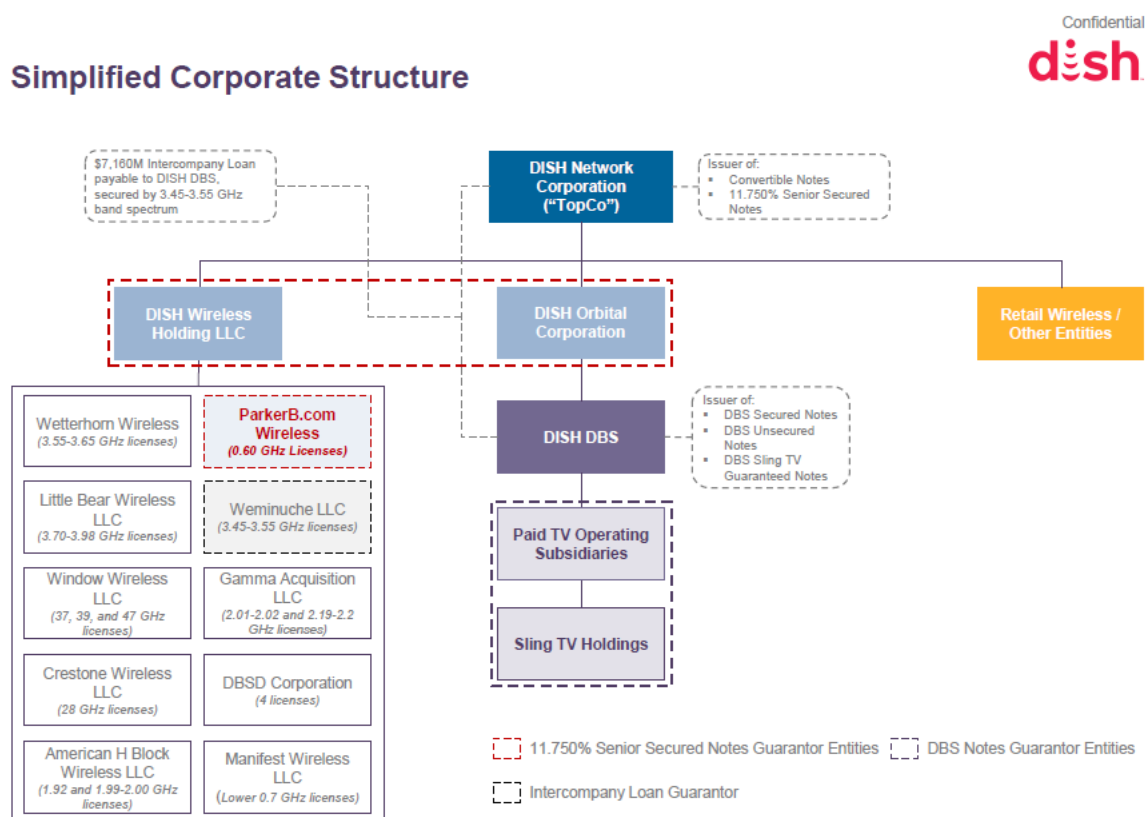 Confidential
dish
Simplified Corporate Structure
$7,160M Intercompany Loan
payable to DISH DBS,
secured by 3.45-3.55 GHz
band spectrum
DISH Network
Corporation
(“TopCo”)
Issuer of:
▪ Convertible Notes
▪ 11.750% Senior Secured
Notes
DISH Wireless
Holding LLC
DISH Orbital
Corporation
Retail Wireless /
Other Entities
Wetterhorn Wireless
(3.55-3.65 GHz licenses)
ParkerB.com
Wireless
(0.60 GHz Licenses)
Little Bear Wireless
LLC
(3.70-3.98 GHz licenses)
Weminuche LLC
(3.45-3.55 GHz licenses)
Window Wireless
LLC
(37, 39, and 47 GHz
licenses)
Gamma Acquisition
LLC
(2.01-2.02 and 2.19-2.2
GHz licenses)
Crestone Wireless
LLC
(28 GHz licenses)
DBSD Corporation
(4 licenses)
American H Block
Wireless LLC
(1.92 and 1.99-2.00 GHz
licenses)
Manifest Wireless
LLC
(Lower 0.7 GHz licenses)
DISH DBS
Issuer of:
▪ DBS Secured Notes
▪ DBS Unsecured
Notes
▪ DBS Sling TV
Guaranteed Notes
Paid TV Operating
Subsidiaries
Sling TV Holdings
11.750% Senior Secured Notes Guarantor Entities
DBS Notes Guarantor Entities
Intercompany Loan Guarantor